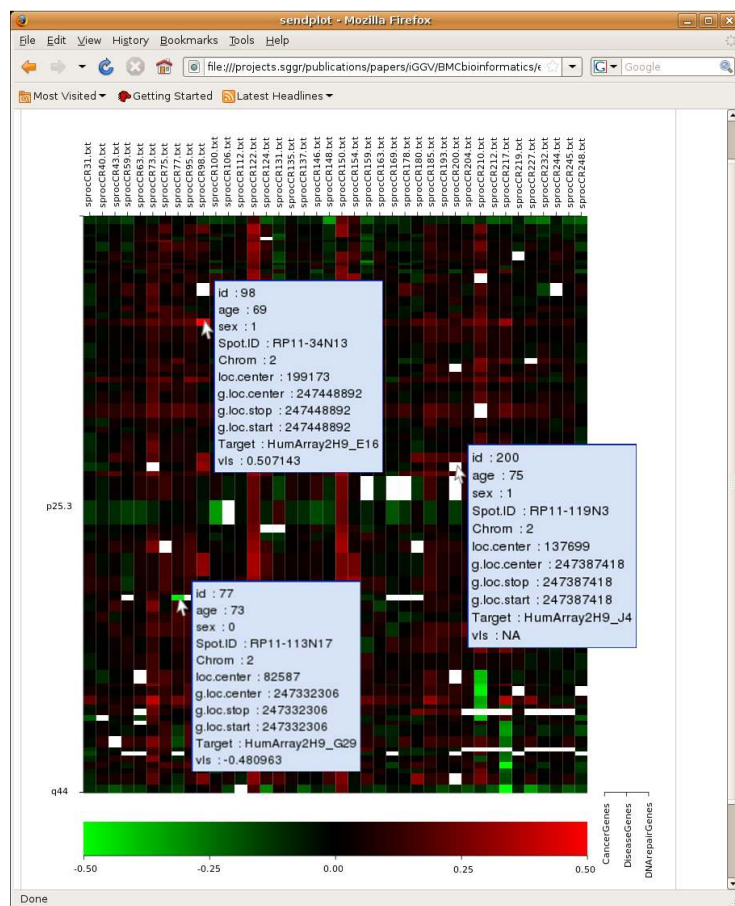 sendplot - Mozilla Firefox
File Edit View History Bookmarks Tools Help
file:///projects.sggr/publications/papers/iGGV/BMCbioinformatics/e
Google
Most Visited Getting Started Latest Headlines
sprocCR31.txt
sprocCR40.txt
sprocCR43.txt
sprocCR59.txt
sprocCR63.txt
sprocCR73.txt
sprocCR75.txt
sprocCR77.txt
sprocCR95.txt
sprocCR98.txt
sprocCR100.txt
sprocCR106.txt
sprocCR112.txt
sprocCR122.txt
sprocCR124.txt
sprocCR131.txt
sprocCR135.txt
sprocCR137.txt
sprocCR146.txt
sprocCR148.txt
sprocCR150.txt
sprocCR154.txt
sprocCR159.txt
sprocCR163.txt
sprocCR169.txt
sprocCR178.txt
sprocCR180.txt
sprocCR185.txt
sprocCR193.txt
sprocCR200.txt
sprocCR204.txt
sprocCR210.txt
sprocCR212.txt
sprocCR217.txt
sprocCR219.txt
sprocCR227.txt
sprocCR232.txt
sprocCR244.txt
sprocCR245.txt
sprocCR248.txt
id : 98
age : 69
sex : 1
Spot.ID : RP11-34N13
Chrom : 2
loc.center : 199173
g.loc.center : 247448892
g.loc.stop : 247448892
g.loc.start : 247448892
Target : HumArray2H9_E16
vls : 0.507143
id : 200
age : 75
sex : 1
Spot.ID : RP11-119N3
Chrom : 2
loc.center : 137699
g.loc.center : 247387418
g.loc.stop : 247387418
g.loc.start : 247387418
Target : HumArray2H9_J4
vls : NA
p25.3
id : 77
age : 73
sex : 0
Spot.ID : RP11-113N17
Chrom : 2
loc.center : 82587
g.loc.center : 247332306
g.loc.stop : 247332306
g.loc.start : 247332306
Target : HumArray2H9_G29
vls : -0.480963
q44
CancerGenes
DiseaseGenes
DNArepairGenes
-0.50 -0.25 0.00 0.25 0.50
Done